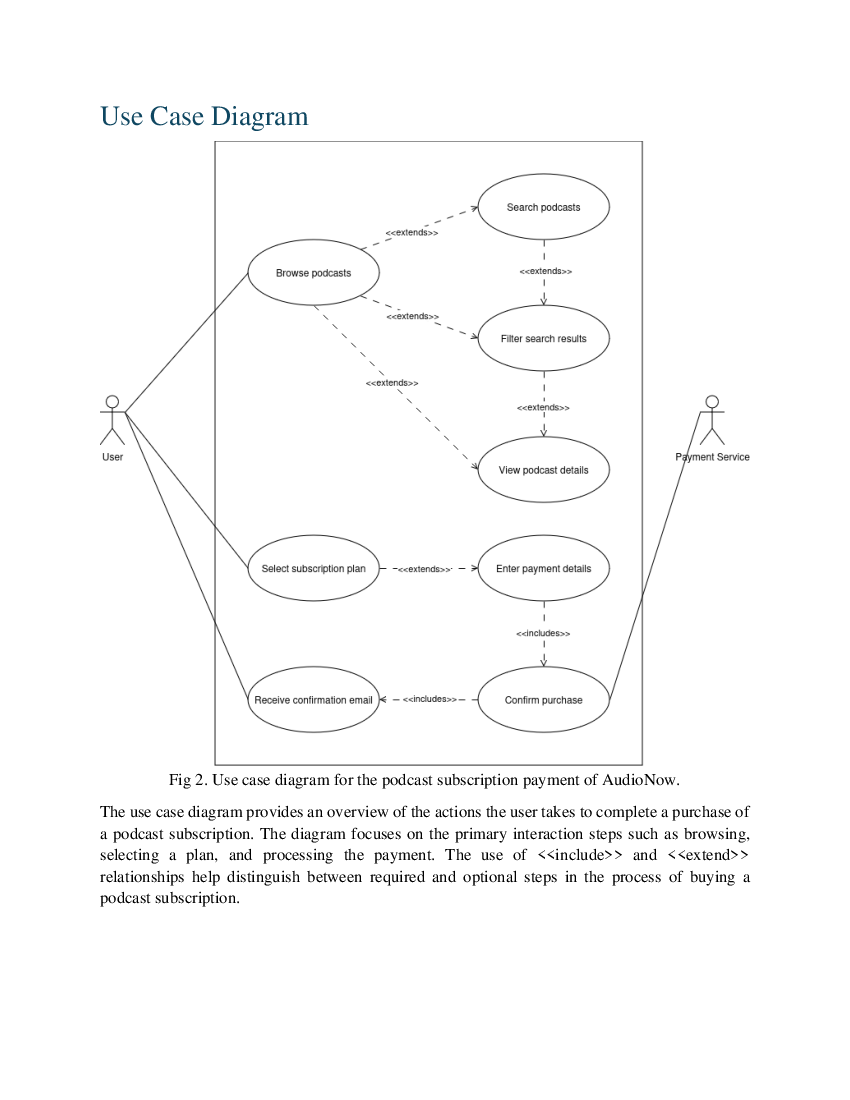 Use Case Diagram
Search podcasts
<<extends>>
Browse podcasts
<<extends>>
<<extends>>
Filter search results
<<extends>>
<<extends>>
User
Payment Service
View podcast details
Select subscription plan
<<extends>>
Enter payment details
<<includes>>
Receive confirmation email
<<includes>>
Confirm purchase
Fig 2. Use case diagram for the podcast subscription payment of AudioNow.
The use case diagram provides an overview of the actions the user takes to complete a purchase of
a podcast subscription. The diagram focuses on the primary interaction steps such as browsing,
selecting a plan, and processing the payment. The use of <<include>> and <<extend>>
relationships help distinguish between required and optional steps in the process of buying a
podcast subscription.